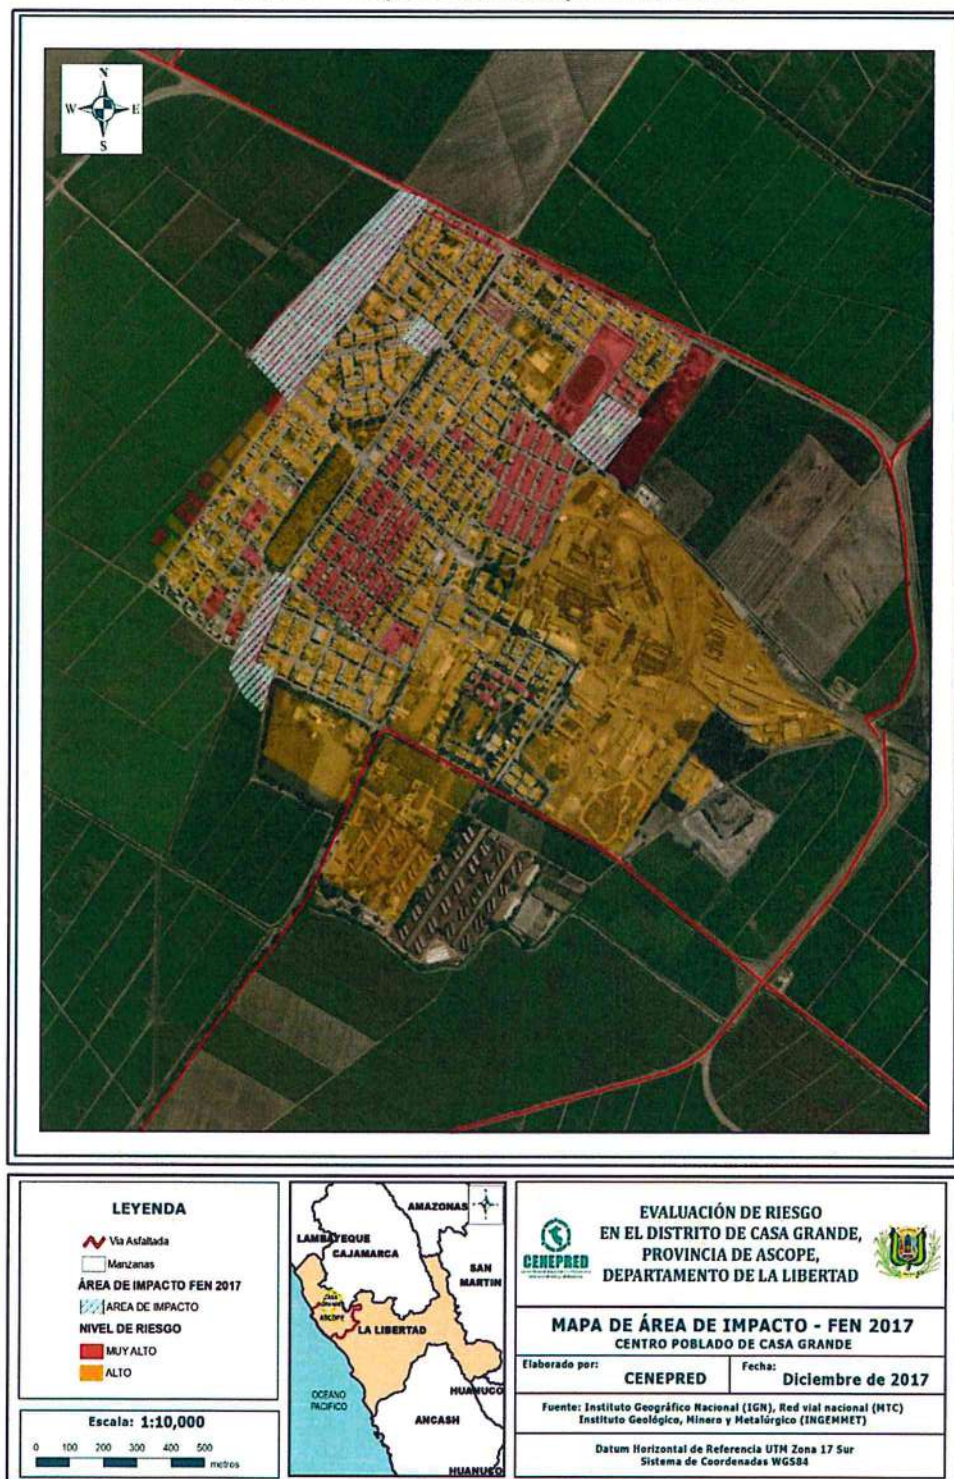 N
W E
S
LEYENDA
Via Asfaltada
Manzanas
ÁREA DE IMPACTO FEN 2017
AREA DE IMPACTO
NIVEL DE RIESGO
MUY ALTO
ALTO
Escala: 1:10,000
0 100 200 300 400 500
metros
AMAZONAS
LAMBAYEQUE
CAJAMARCA
SAN
MARTIN
CASA
GRANDE
ASCOPE
LA LIBERTAD
HUANUCO
OCEANO
PACIFICO
ANCASH
HUANUCO
CENEPRED
EVALUACIÓN DE RIESGO
EN EL DISTRITO DE CASA GRANDE,
PROVINCIA DE ASCOPE,
DEPARTAMENTO DE LA LIBERTAD
MAPA DE ÁREA DE IMPACTO - FEN 2017
CENTRO POBLADO DE CASA GRANDE
Elaborado por:
CENEPRED
Fecha:
Diciembre de 2017
Fuente: Instituto Geográfico Nacional (IGN), Red vial nacional (MTC)
Instituto Geológico, Minero y Metalúrgico (INGEMMET)
Datum Horizontal de Referencia UTM Zona 17 Sur
Sistema de Coordenadas WGS84